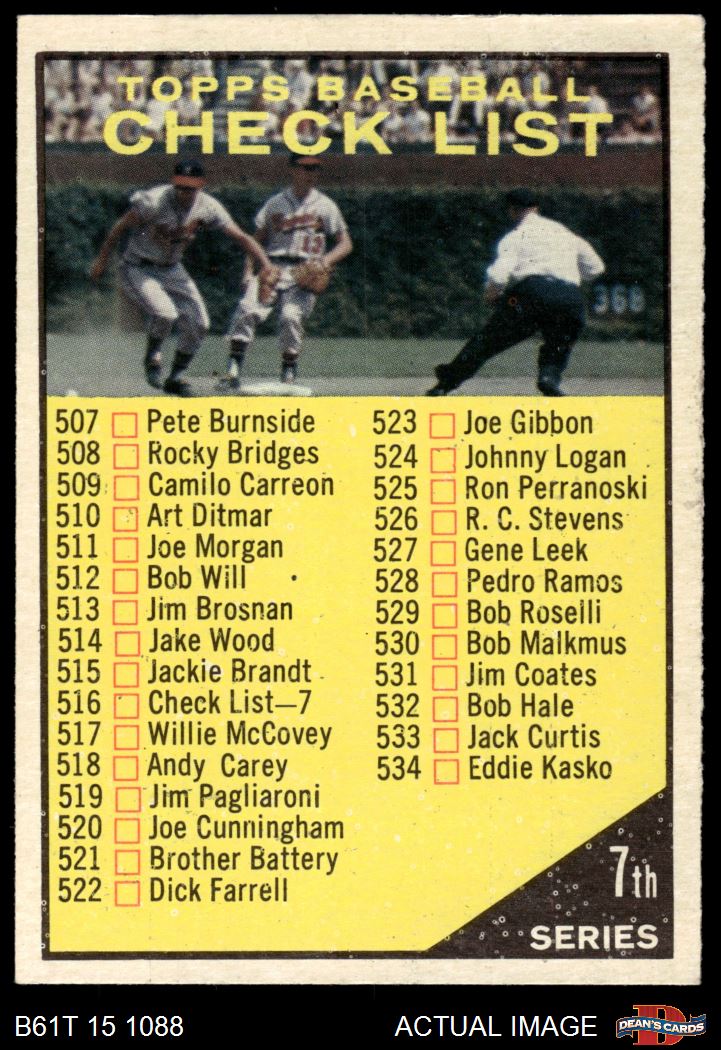 TOPPS BASEBALL
CHECK LIST
13
368
507 Pete Burnside
508 Rocky Bridges
509 Camilo Carreon
510 Art Ditmar
511 Joe Morgan
512 Bob Will
513 Jim Brosnan
514 Jake Wood
515 Jackie Brandt
516 Check List—7
517 Willie McCovey
518 Andy Carey
519 Jim Pagliaroni
520 Joe Cunningham
521 Brother Battery
522 Dick Farrell
523 Joe Gibbon
524 Johnny Logan
525 Ron Perranoski
526 R. C. Stevens
527 Gene Leek
528 Pedro Ramos
529 Bob Roselli
530 Bob Malkmus
531 Jim Coates
532 Bob Hale
533 Jack Curtis
534 Eddie Kasko
7th
SERIES
B61T 15 1088
ACTUAL IMAGE
D
DEAN'S CARDS